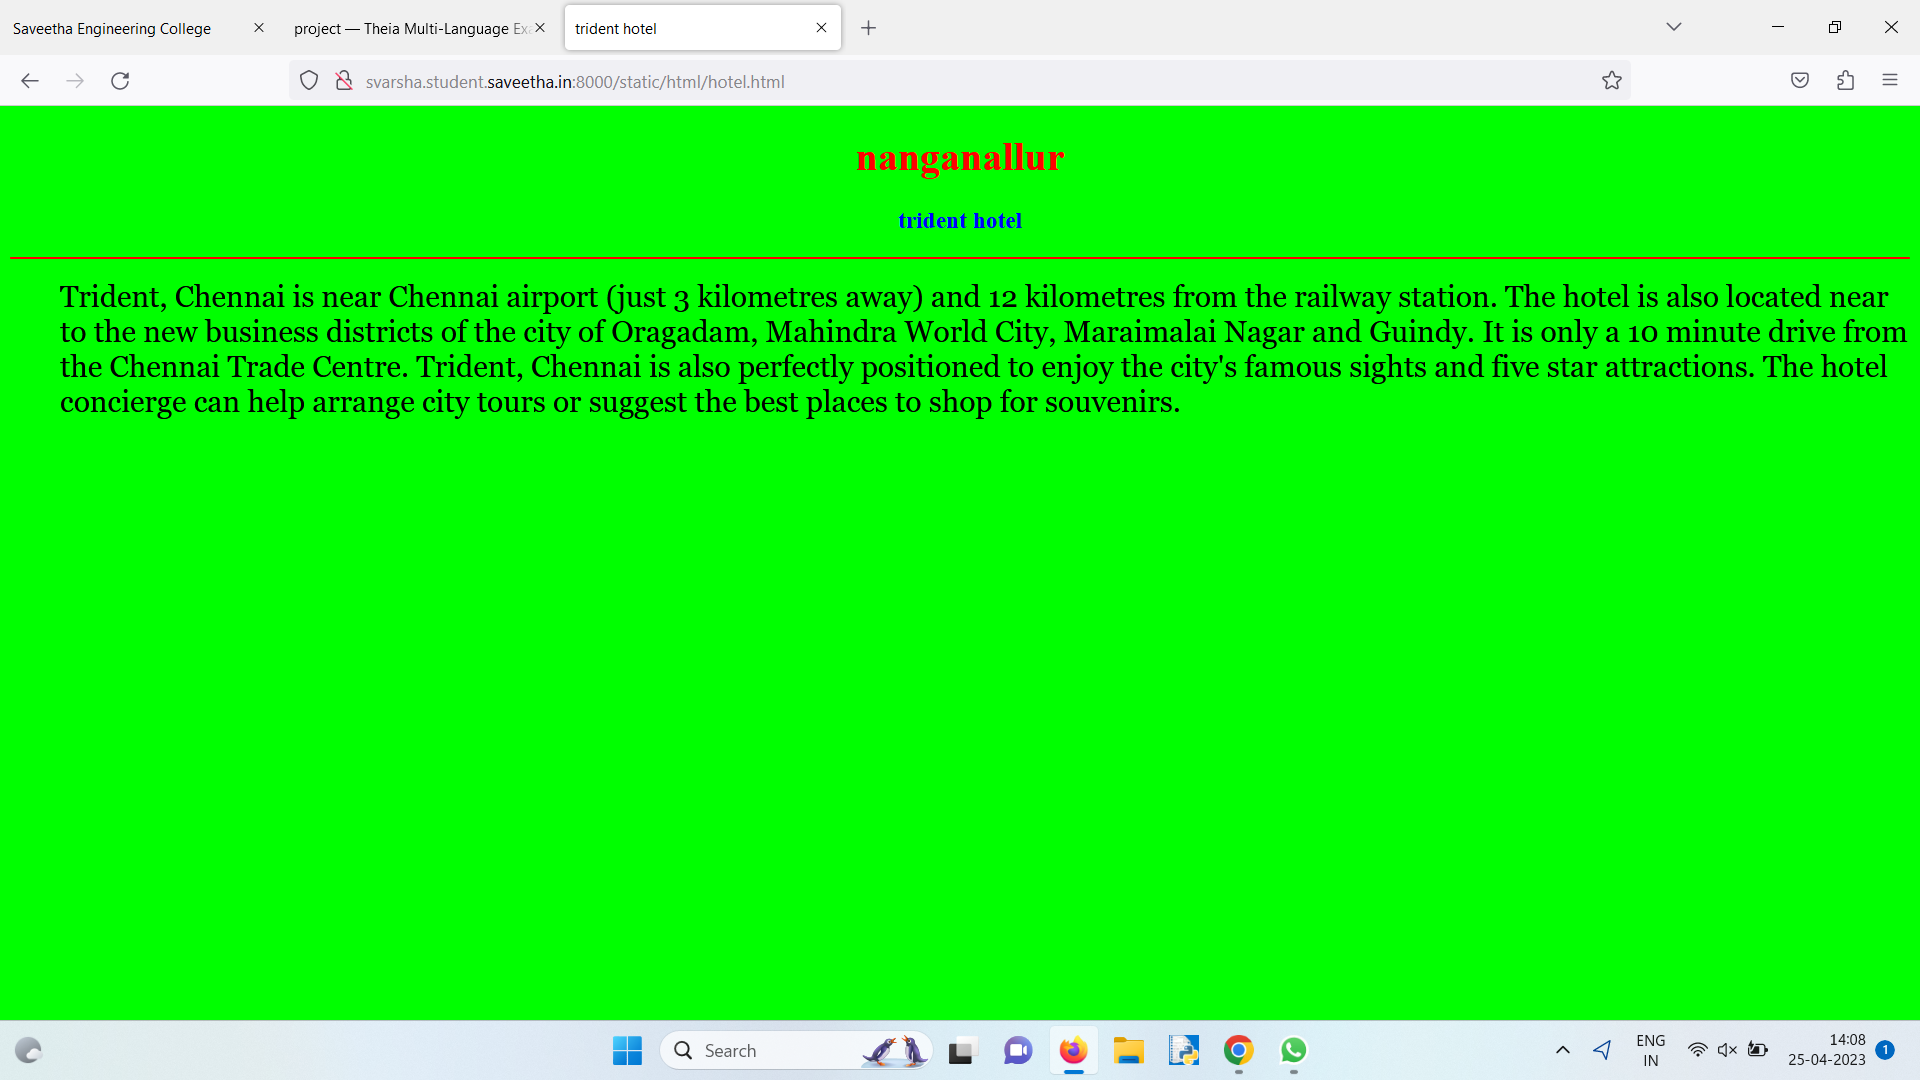 Saveetha Engineering College
project — Theia Multi-Language Ex
trident hotel
svarsha.student.saveetha.in:8000/static/html/hotel.html
nanganallur
trident hotel
Trident, Chennai is near Chennai airport (just 3 kilometres away) and 12 kilometres from the railway station. The hotel is also located near
to the new business districts of the city of Oragadam, Mahindra World City, Maraimalai Nagar and Guindy. It is only a 10 minute drive from
the Chennai Trade Centre. Trident, Chennai is also perfectly positioned to enjoy the city's famous sights and five star attractions. The hotel
concierge can help arrange city tours or suggest the best places to shop for souvenirs.
Search
ENG
IN
14:08
25-04-2023
1